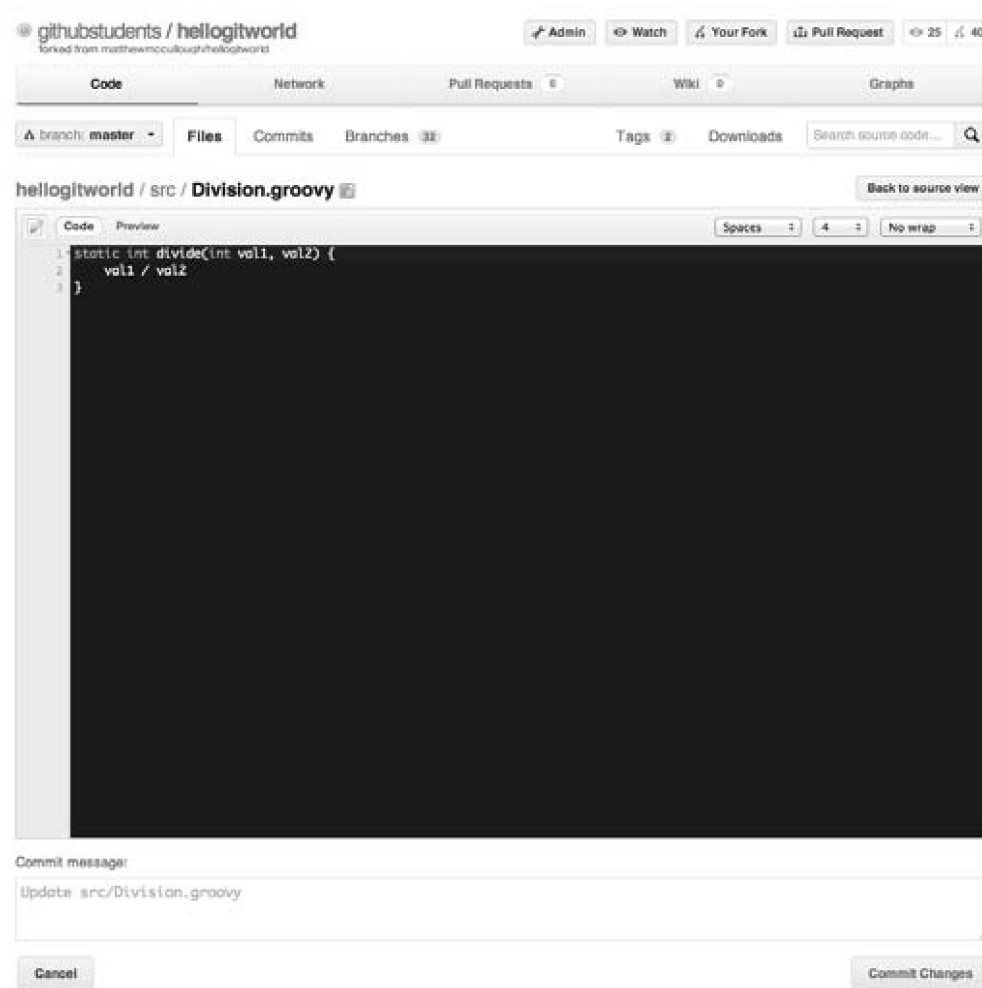 githubstudents / hellogitworld
forked from matthewmccullough/hellogitworld
Admin Watch Your Fork Pull Request 25 40
Code Network Pull Requests 6 Wiki 0 Graphs
branch: master Files Commits Branches 32 Tags 2 Downloads Search source code...
hellogitworld / src / Division.groovy Back to source view
Code Preview Spaces 4 No wrap
1 static int divide(int val1, val2) {
2 val1 / val2
3 }
Commit message:
Update src/Division.groovy
Cancel Commit Changes